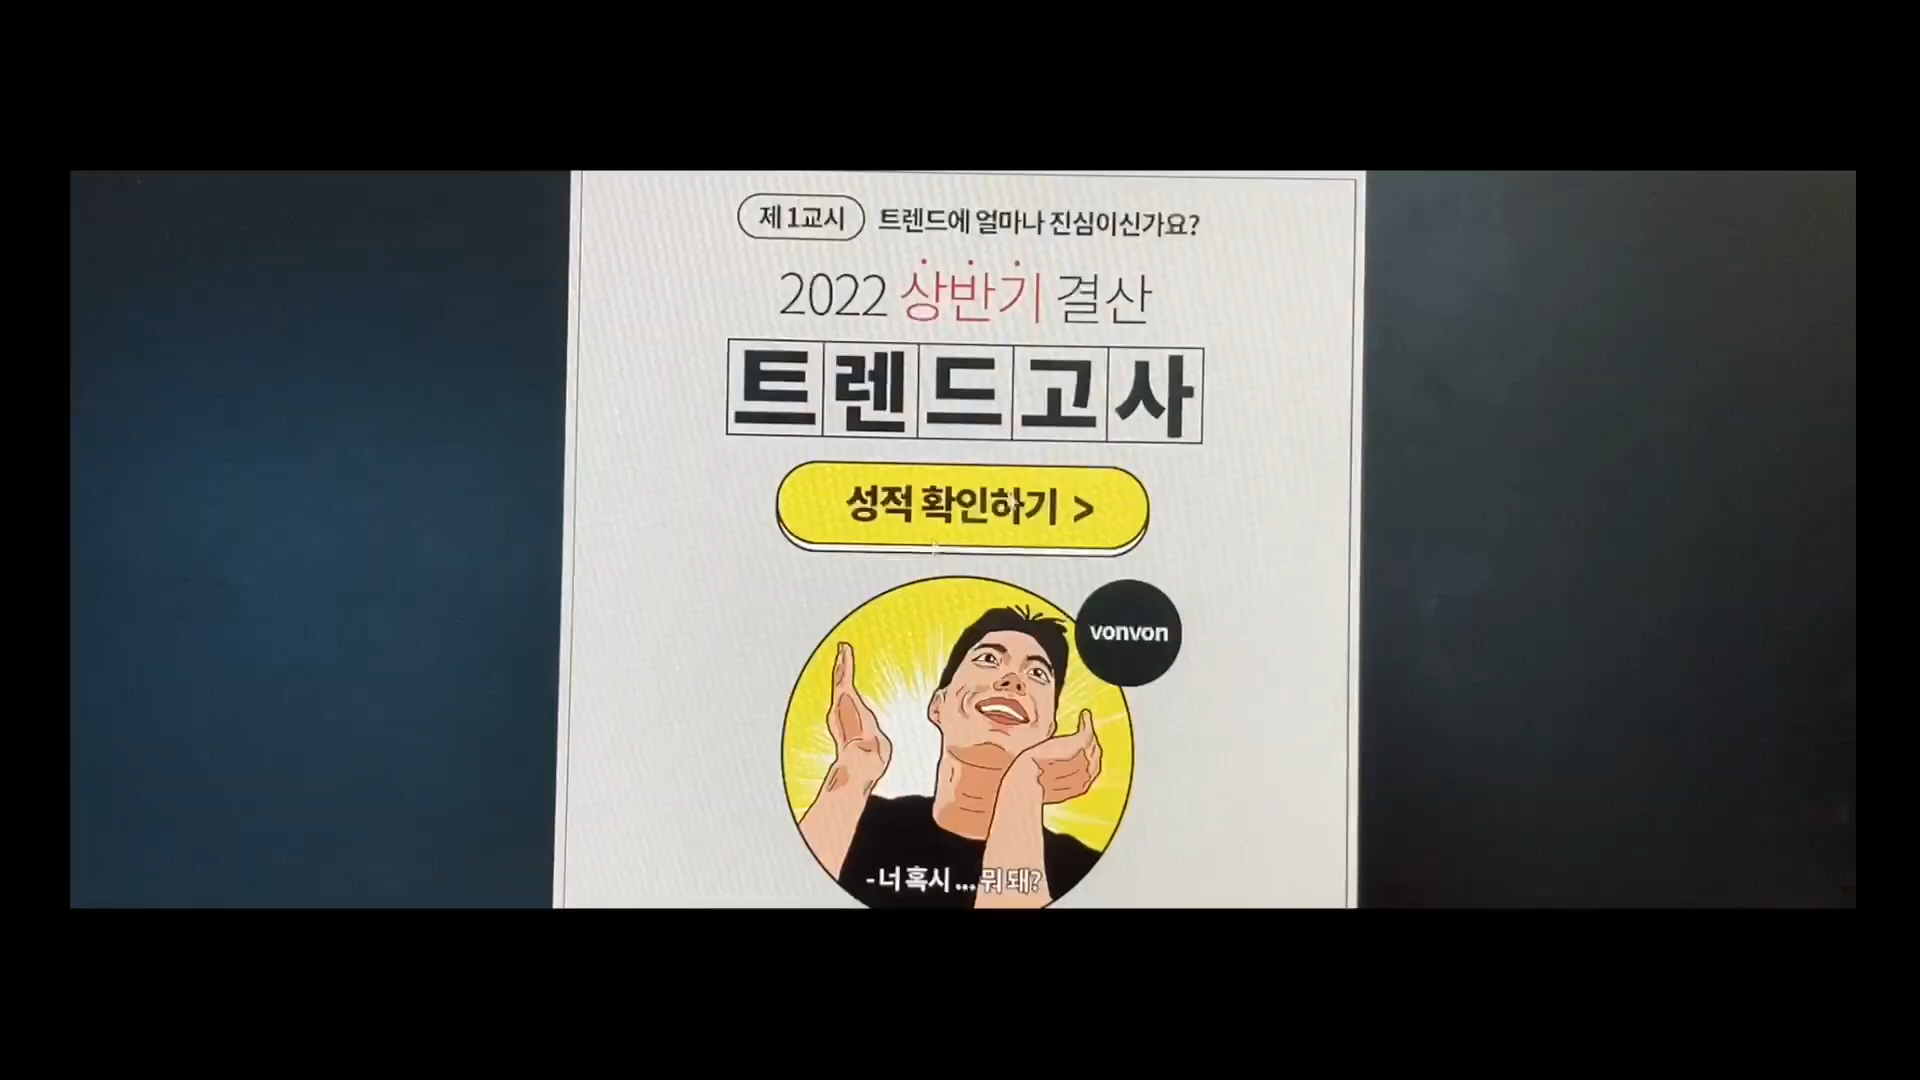 제 1교시 트렌드에 얼마나 진심이신가요?
2022 상반기 결산
트렌드고사
성적 확인하기 >
vonvon
- 너 혹시 ... 뭐 돼?